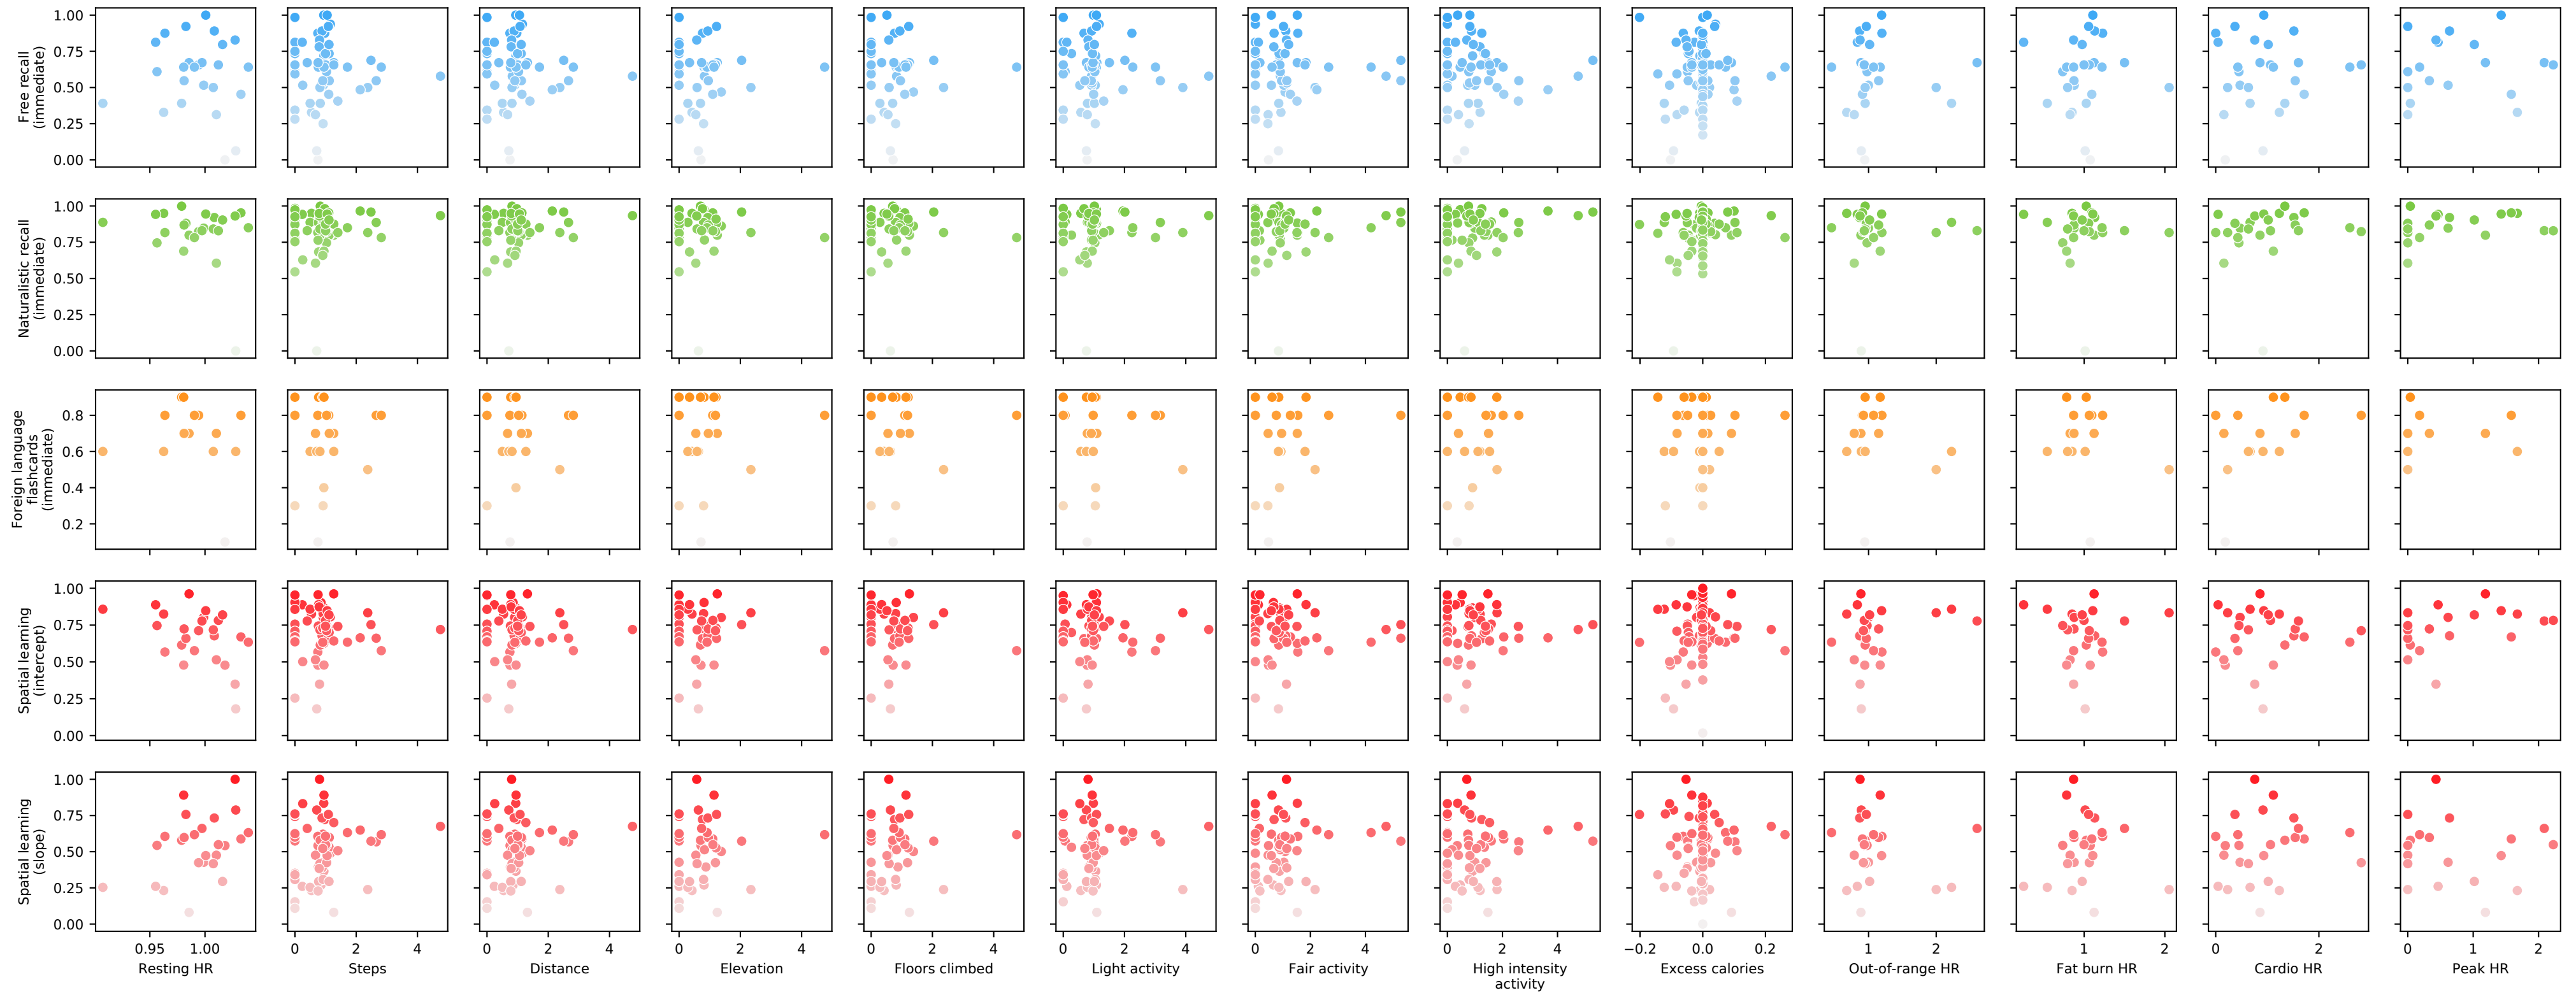 1.00
0.75
0.50
0.25
0.00
Free recall
(immediate)
1.00
0.75
0.50
0.25
0.00
Naturalistic recall
(immediate)
0.8
0.6
0.4
0.2
Foreign language
flashcards
(immediate)
1.00
0.75
0.50
0.25
0.00
Spatial learning
(intercept)
1.00
0.75
0.50
0.25
0.00
Spatial learning
(slope)
0.95 1.00
Resting HR
0 2 4
Steps
0 2 4
Distance
0 2 4
Elevation
0 2 4
Floors climbed
0 2 4
Light activity
0 2 4
Fair activity
0 2 4
High intensity
activity
−0.2 0.0 0.2
Excess calories
1 2
Out-of-range HR
1 2
Fat burn HR
0 2
Cardio HR
0 1 2
Peak HR